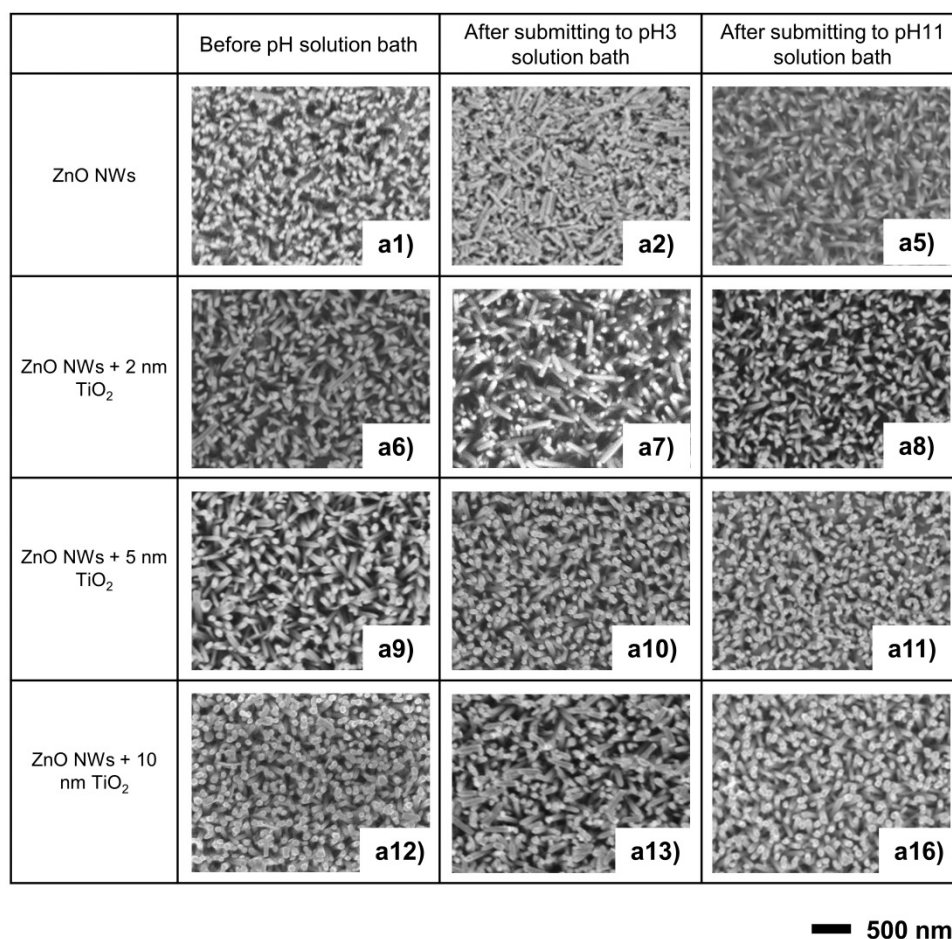 Before pH solution bath
After submitting to pH3
solution bath
After submitting to pH11
solution bath
ZnO NWs
a1)
a2)
a5)
ZnO NWs + 2 nm
TiO₂
a6)
a7)
a8)
ZnO NWs + 5 nm
TiO₂
a9)
a10)
a11)
ZnO NWs + 10
nm TiO₂
a12)
a13)
a16)
500 nm